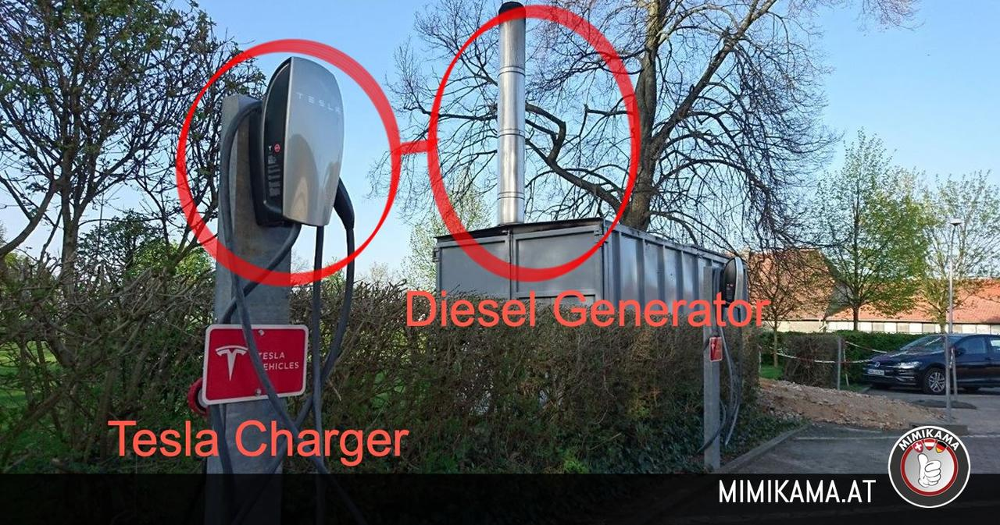 TESLA
Diesel Generator
TESLA
VEHICLES
Tesla Charger
MIMIKAMA
MIMIKAMA.AT